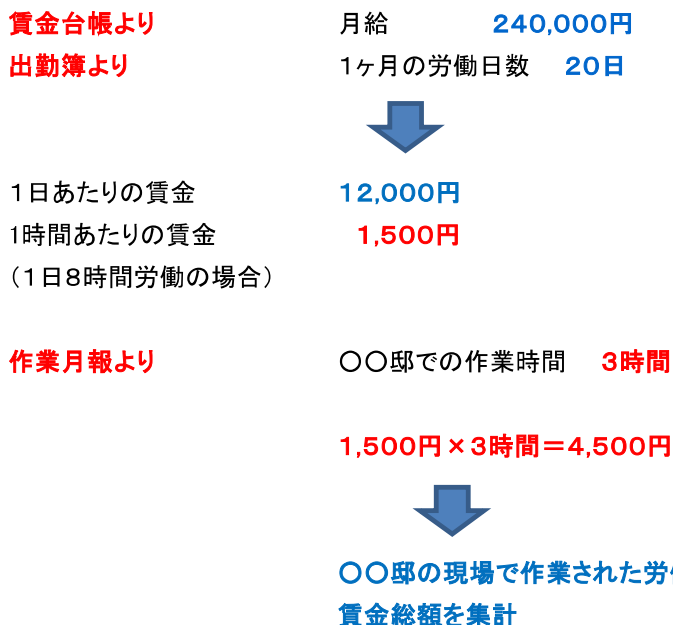 賃金台帳より 月給 240,000円
出勤簿より 1ヶ月の労働日数 20日
1日あたりの賃金 12,000円
1時間あたりの賃金 1,500円
（1日8時間労働の場合）
作業月報より 〇〇邸での作業時間 3時間
1,500円×3時間＝4,500円
〇〇邸の現場で作業された労
賃金総額を集計